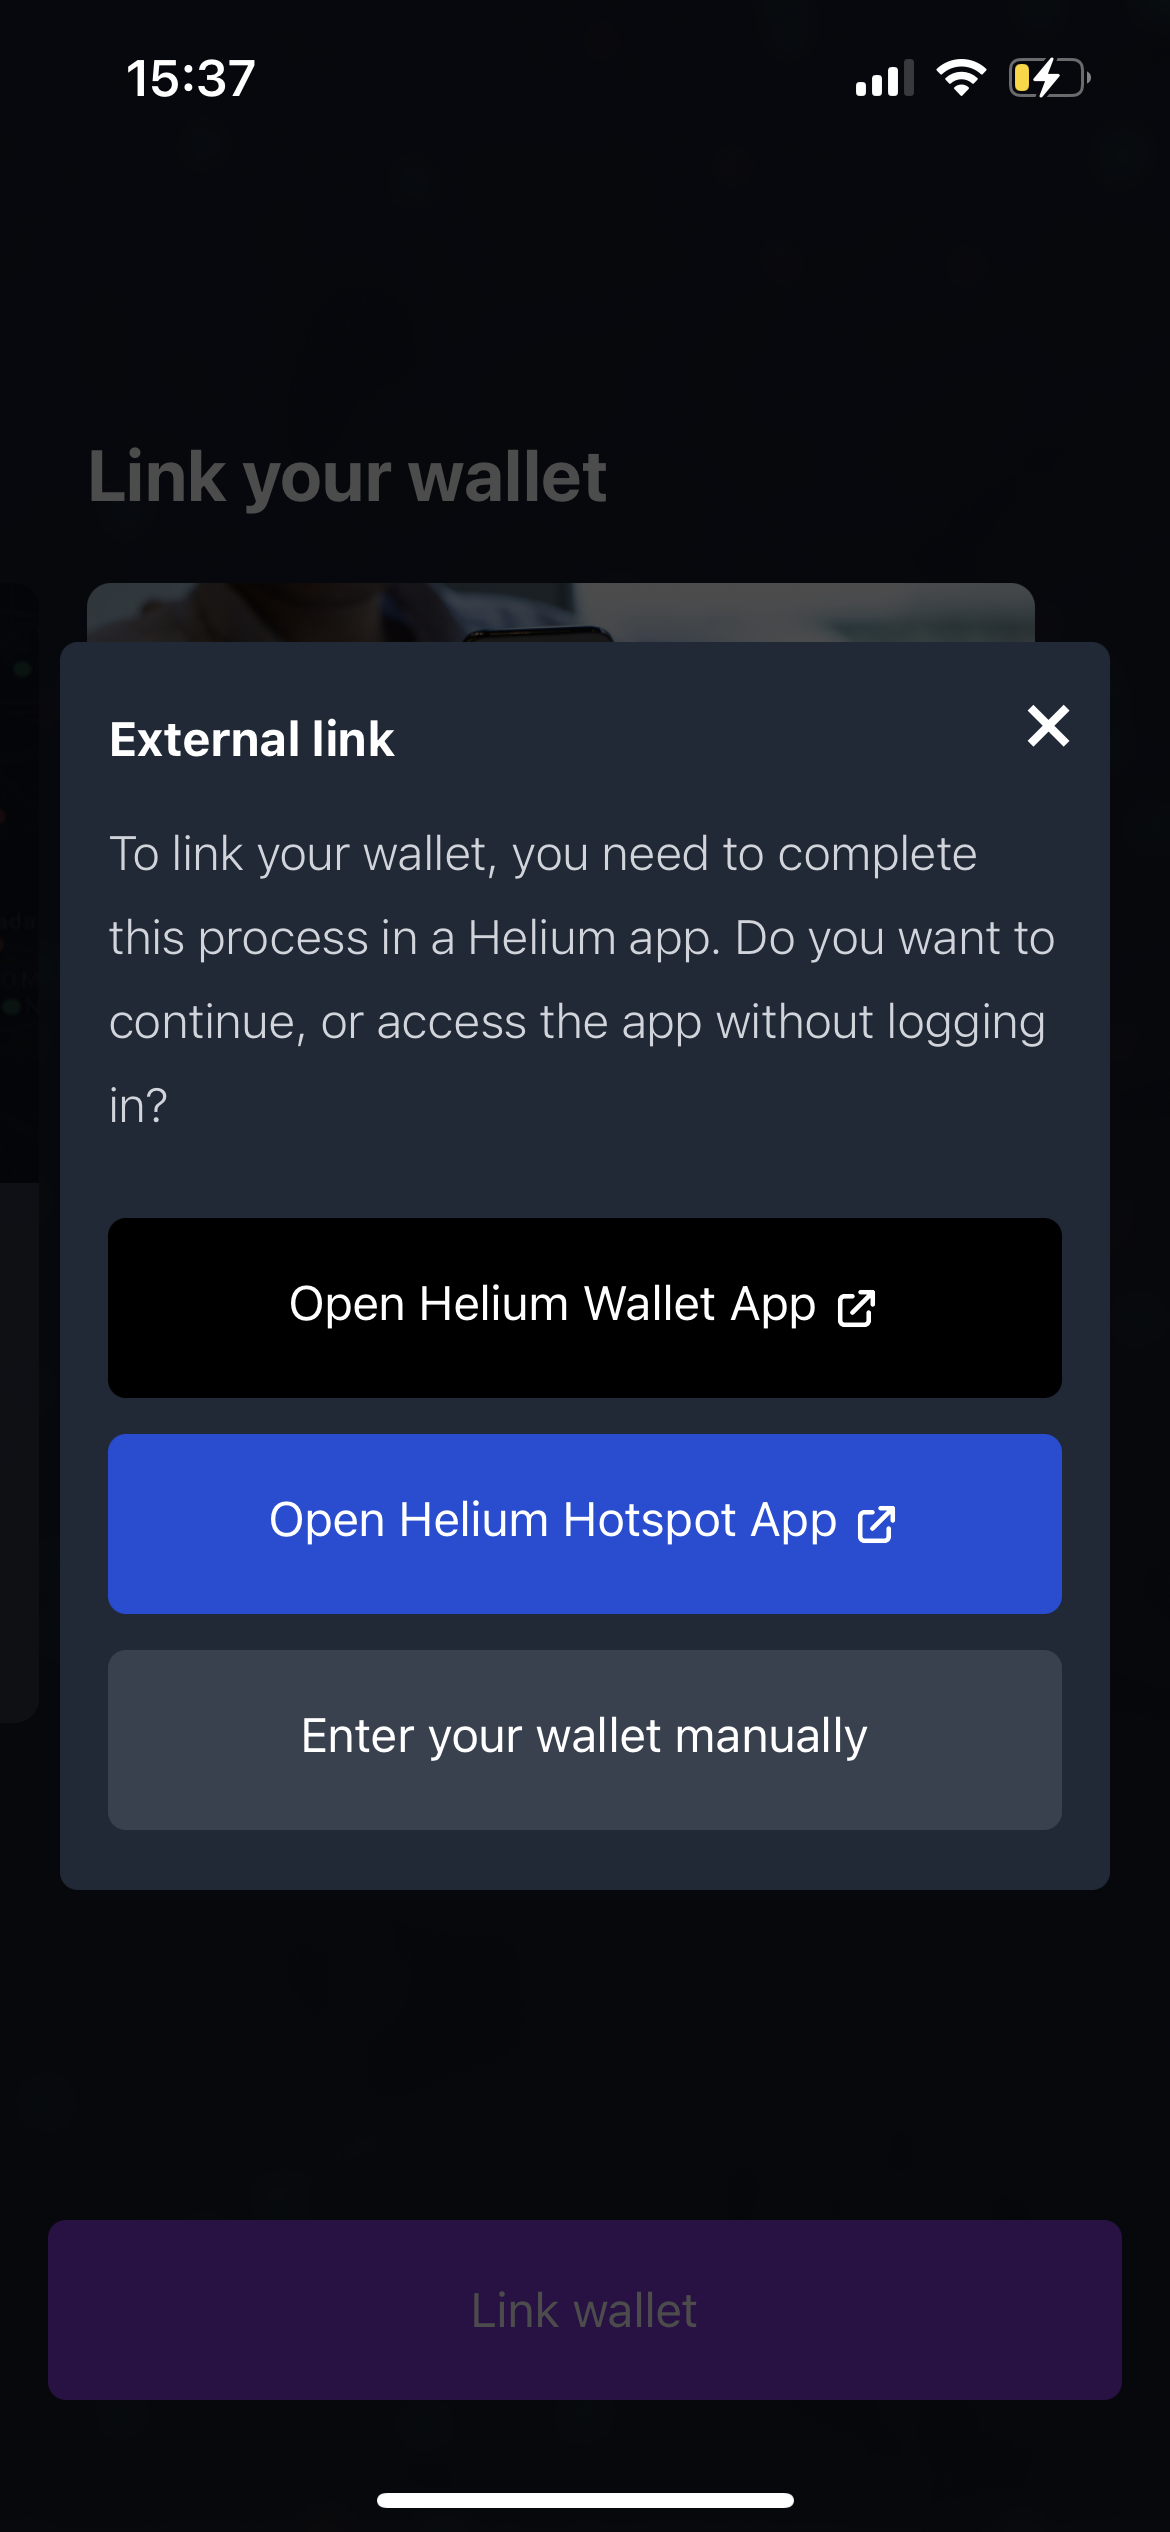 15:37
Link your wallet
External link
To link your wallet, you need to complete
this process in a Helium app. Do you want to
continue, or access the app without logging
in?
Open Helium Wallet App
Open Helium Hotspot App
Enter your wallet manually
Link wallet